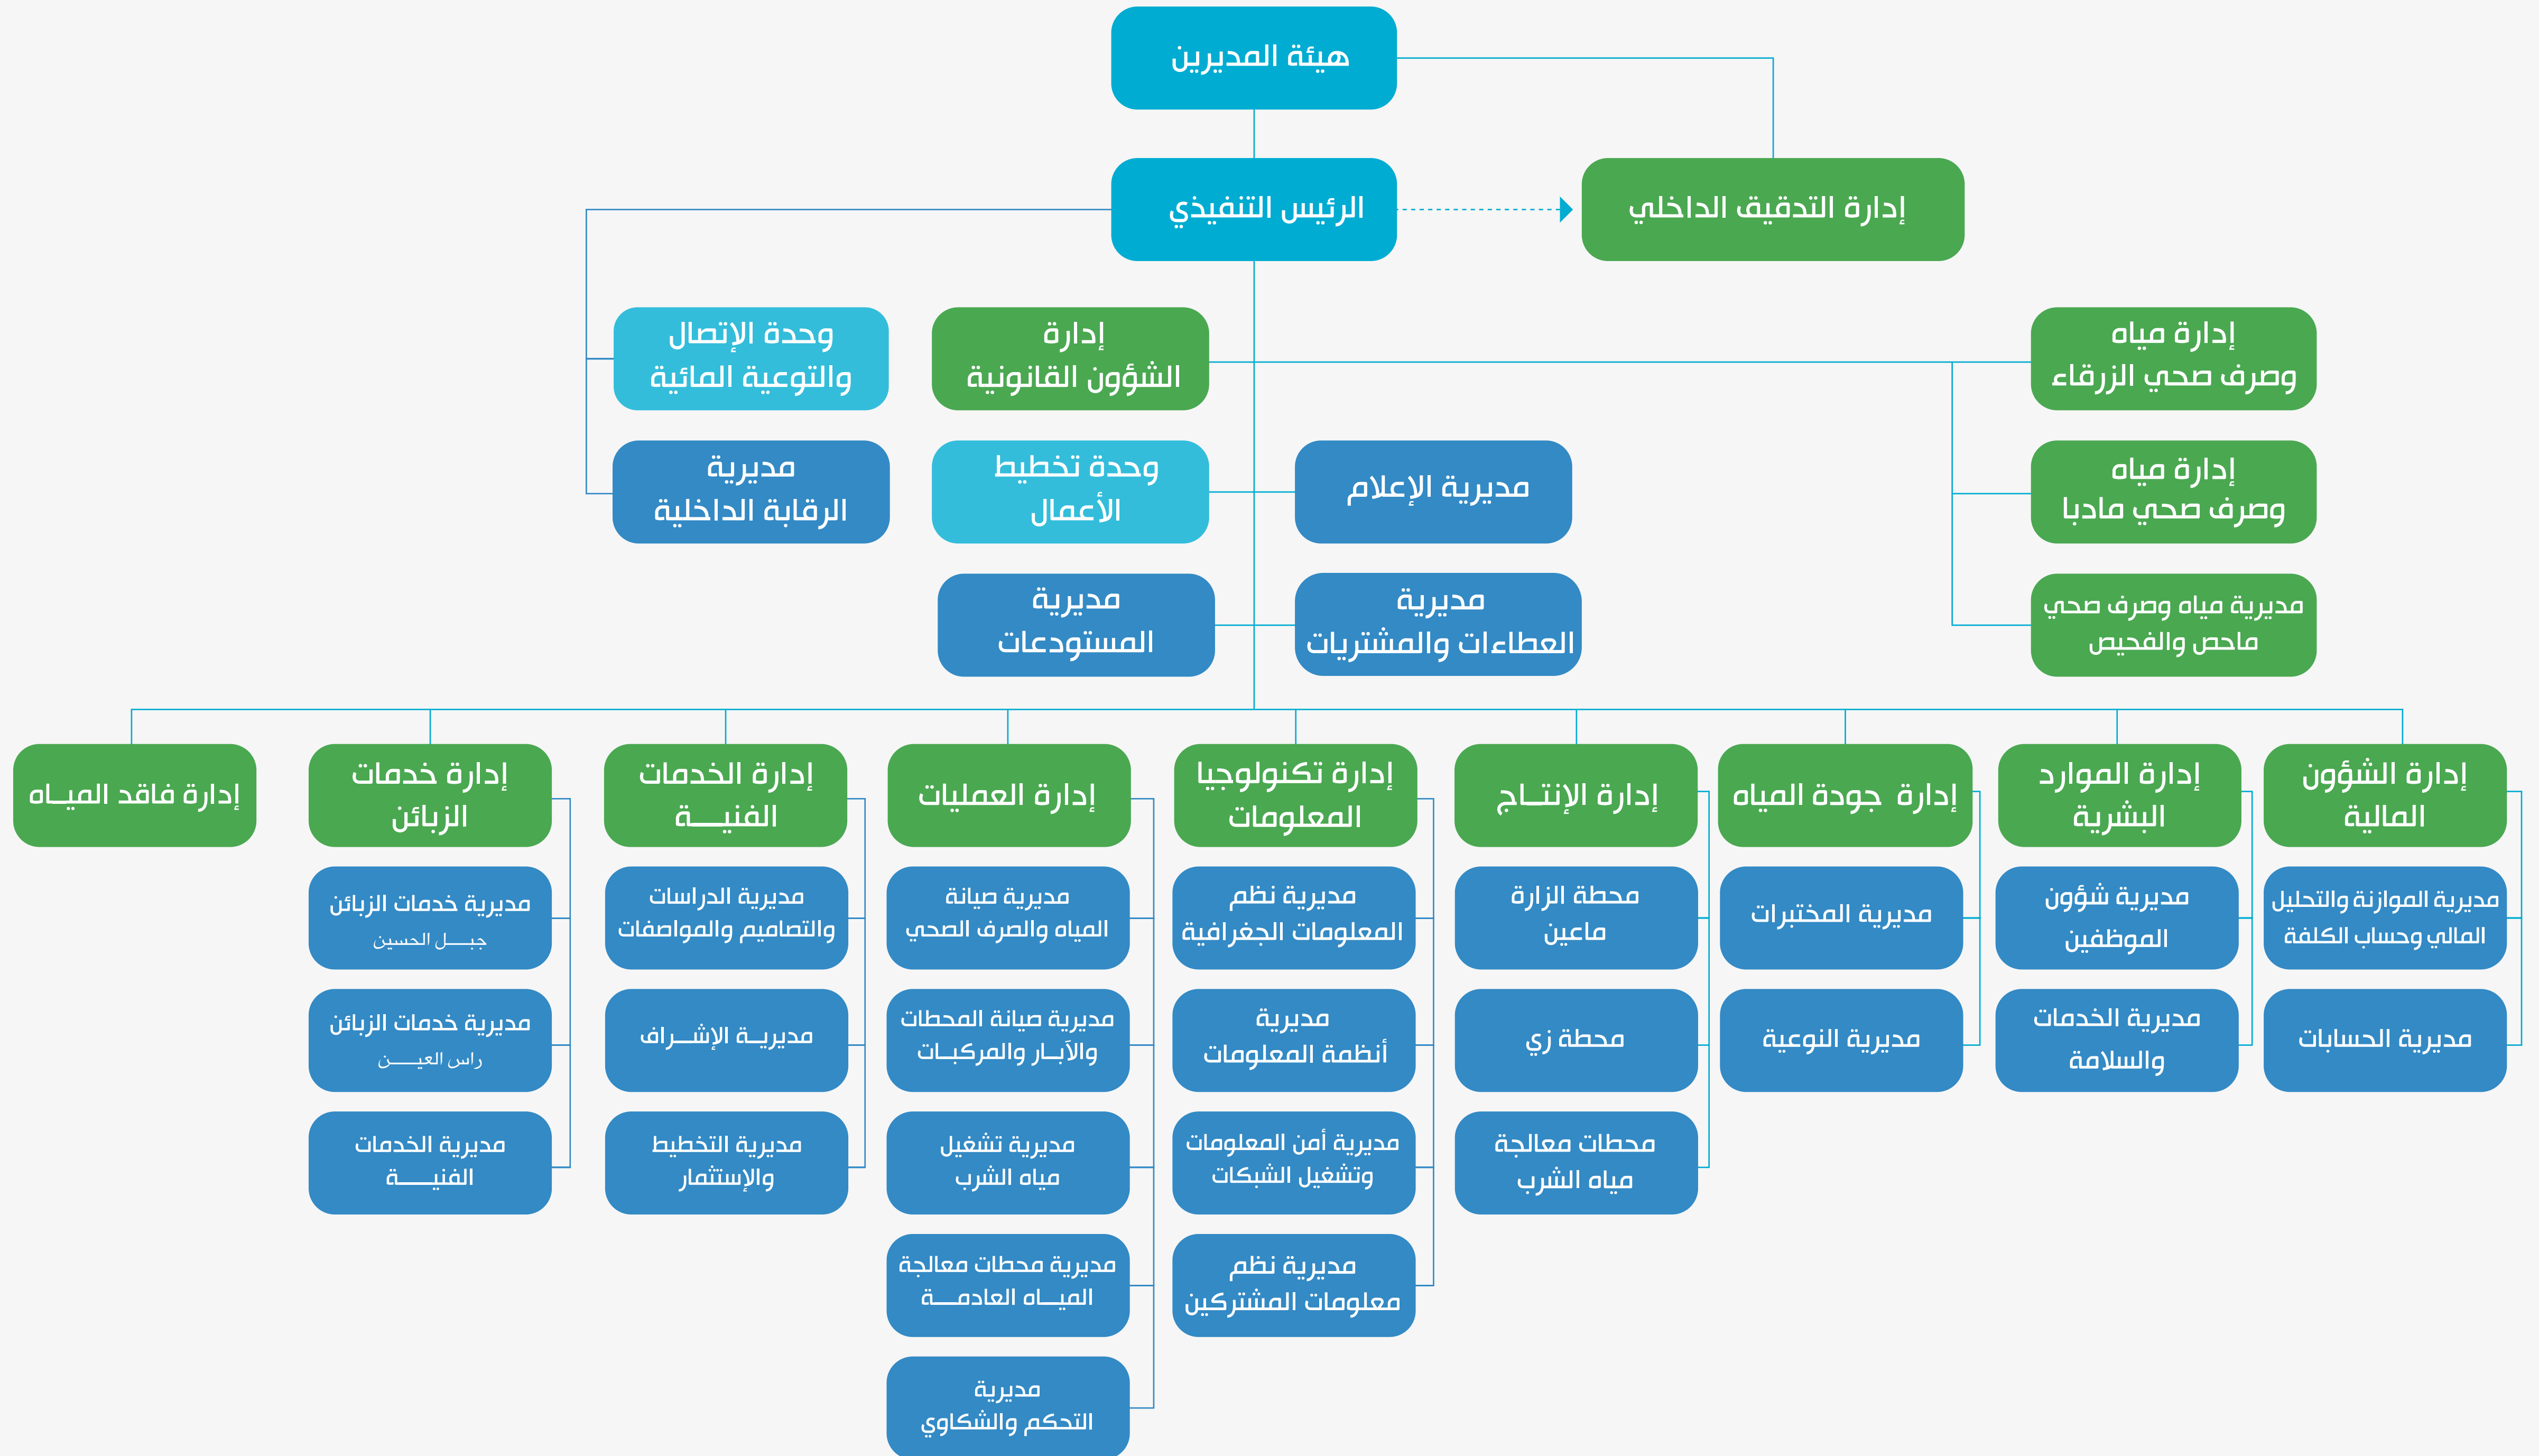 هيئة المديرين
إدارة التدقيق الداخلي
الرئيس التنفيذي
إدارة مياه
وصرف صحي الزرقاء
إدارة
الشؤون القانونية
وحدة الإتصال
والتوعية المائية
إدارة مياه
وصرف صحي مادبا
مديرية الإعلام
وحدة تخطيط
الأعمال
مديرية
الرقابة الداخلية
مديرية مياه وصرف صحي
ماحص والفحيص
مديرية
العطاءات والمشتريات
مديرية
المستودعات
إدارة الشؤون
المالية
مديرية الموازنة والتحليل
المالي وحساب الكلفة
مديرية الحسابات
إدارة الموارد
البشرية
مديرية شؤون
الموظفين
مديرية الخدمات
والسلامة
إدارة جودة المياه
مديرية المختبرات
مديرية النوعية
إدارة الإنتــاج
محطة الزارة
ماعين
محطة زي
محطات معالجة
مياه الشرب
إدارة تكنولوجيا
المعلومات
مديرية نظم
المعلومات الجغرافية
مديرية
أنظمة المعلومات
مديرية أمن المعلومات
وتشغيل الشبكات
مديرية نظم
معلومات المشتركين
إدارة العمليات
مديرية صيانة
المياه والصرف الصحي
مديرية صيانة المحطات
والآبــار والمركبــات
مديرية تشغيل
مياه الشرب
مديرية محطات معالجة
الميـــاه العادمـــة
مديرية
التحكم والشكاوي
إدارة الخدمات
الفنيــــة
مديرية الدراسات
والتصاميم والمواصفات
مديريــة الإشـــراف
مديرية التخطيط
والإستثمار
إدارة خدمات
الزبائن
مديرية خدمات الزبائن
جبـــل الحسين
مديرية خدمات الزبائن
راس العيـــن
مديرية الخدمات
الفنيـــــة
إدارة فاقد الميــاه